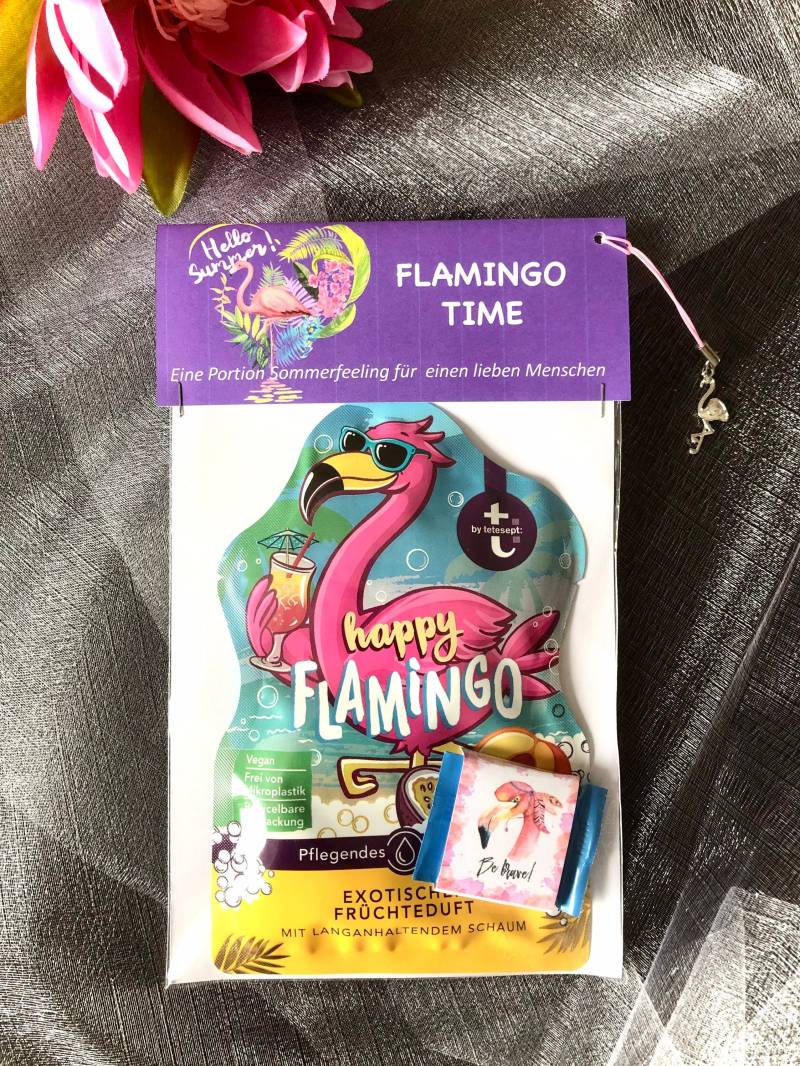 Hello
Summer!
FLAMINGO
TIME
Eine Portion Sommerfeeling für einen lieben Menschen
t
by tetesept:
happy
FLAMiNGO
Vegan
Frei von
Mikroplastik
Pflegendes
Be brave!
FRÜCHTEDUFT
MIT LANGANHALTENDEM SCHAUM